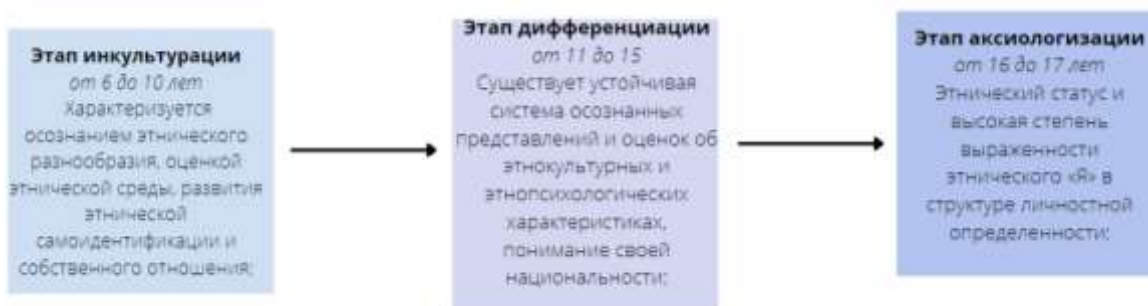 Этап инкультурации
от 6 до 10 лет
Характеризуется
осознанием этнического
разнообразия, оценкой
этнической среды, развития
этнической
самоидентификации и
собственного отношения;
Этап дифференциации
от 11 до 15
Существует устойчивая
система осознанных
представлений и оценок об
этнокультурных и
этнопсихологических
характеристиках,
понимание своей
национальности;
Этап аксиологизации
от 16 до 17 лет
Этнический статус и
высокая степень
выраженности
этнического «Я» в
структуре личностной
определенности;